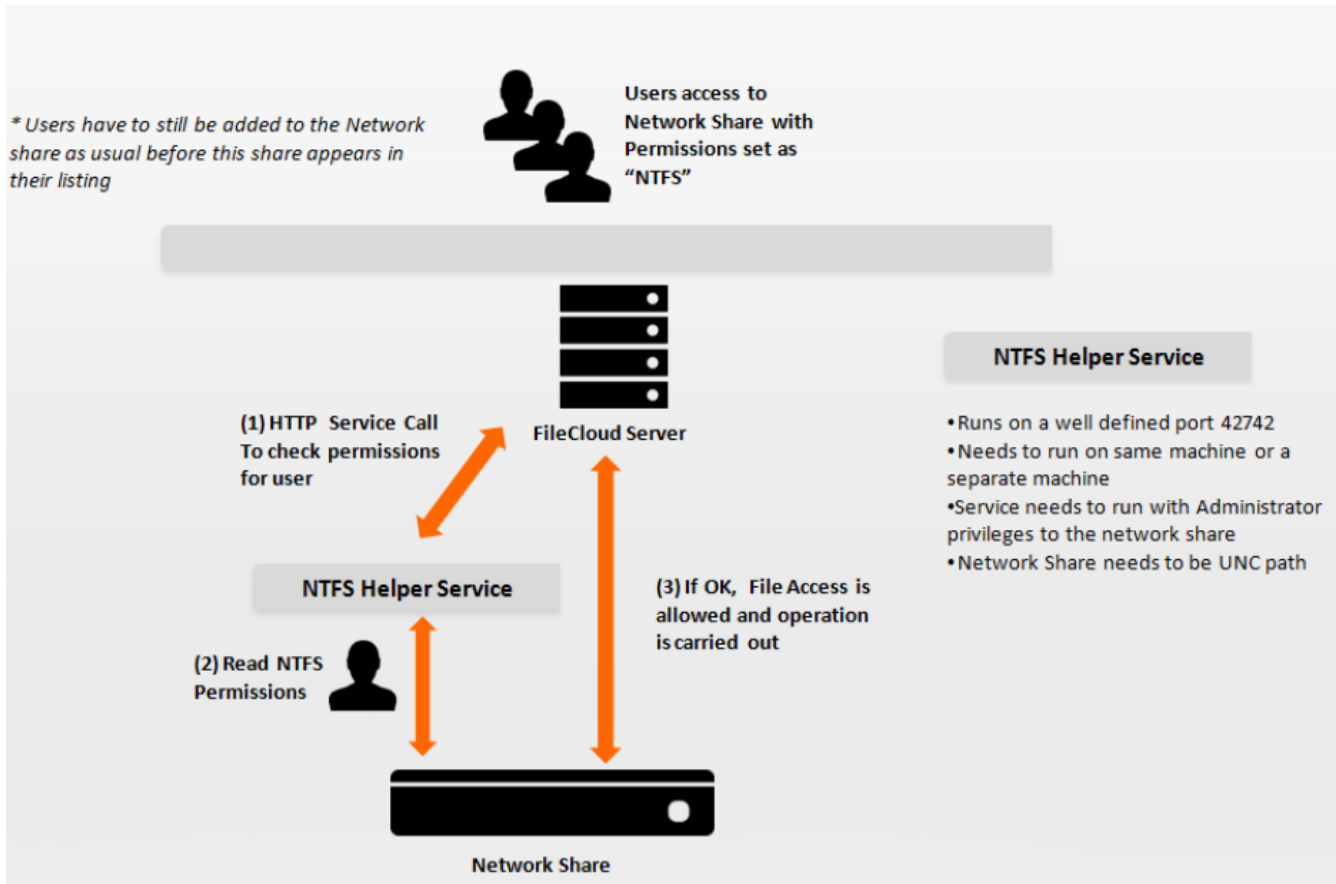 * Users have to still be added to the Network
share as usual before this share appears in
their listing
Users access to
Network Share with
Permissions set as
“NTFS”
FileCloud Server
(1) HTTP Service Call
To check permissions
for user
NTFS Helper Service
(2) Read NTFS
Permissions
(3) If OK, File Access is
allowed and operation
is carried out
Network Share
NTFS Helper Service
•Runs on a well defined port 42742
•Needs to run on same machine or a
separate machine
•Service needs to run with Administrator
privileges to the network share
•Network Share needs to be UNC path